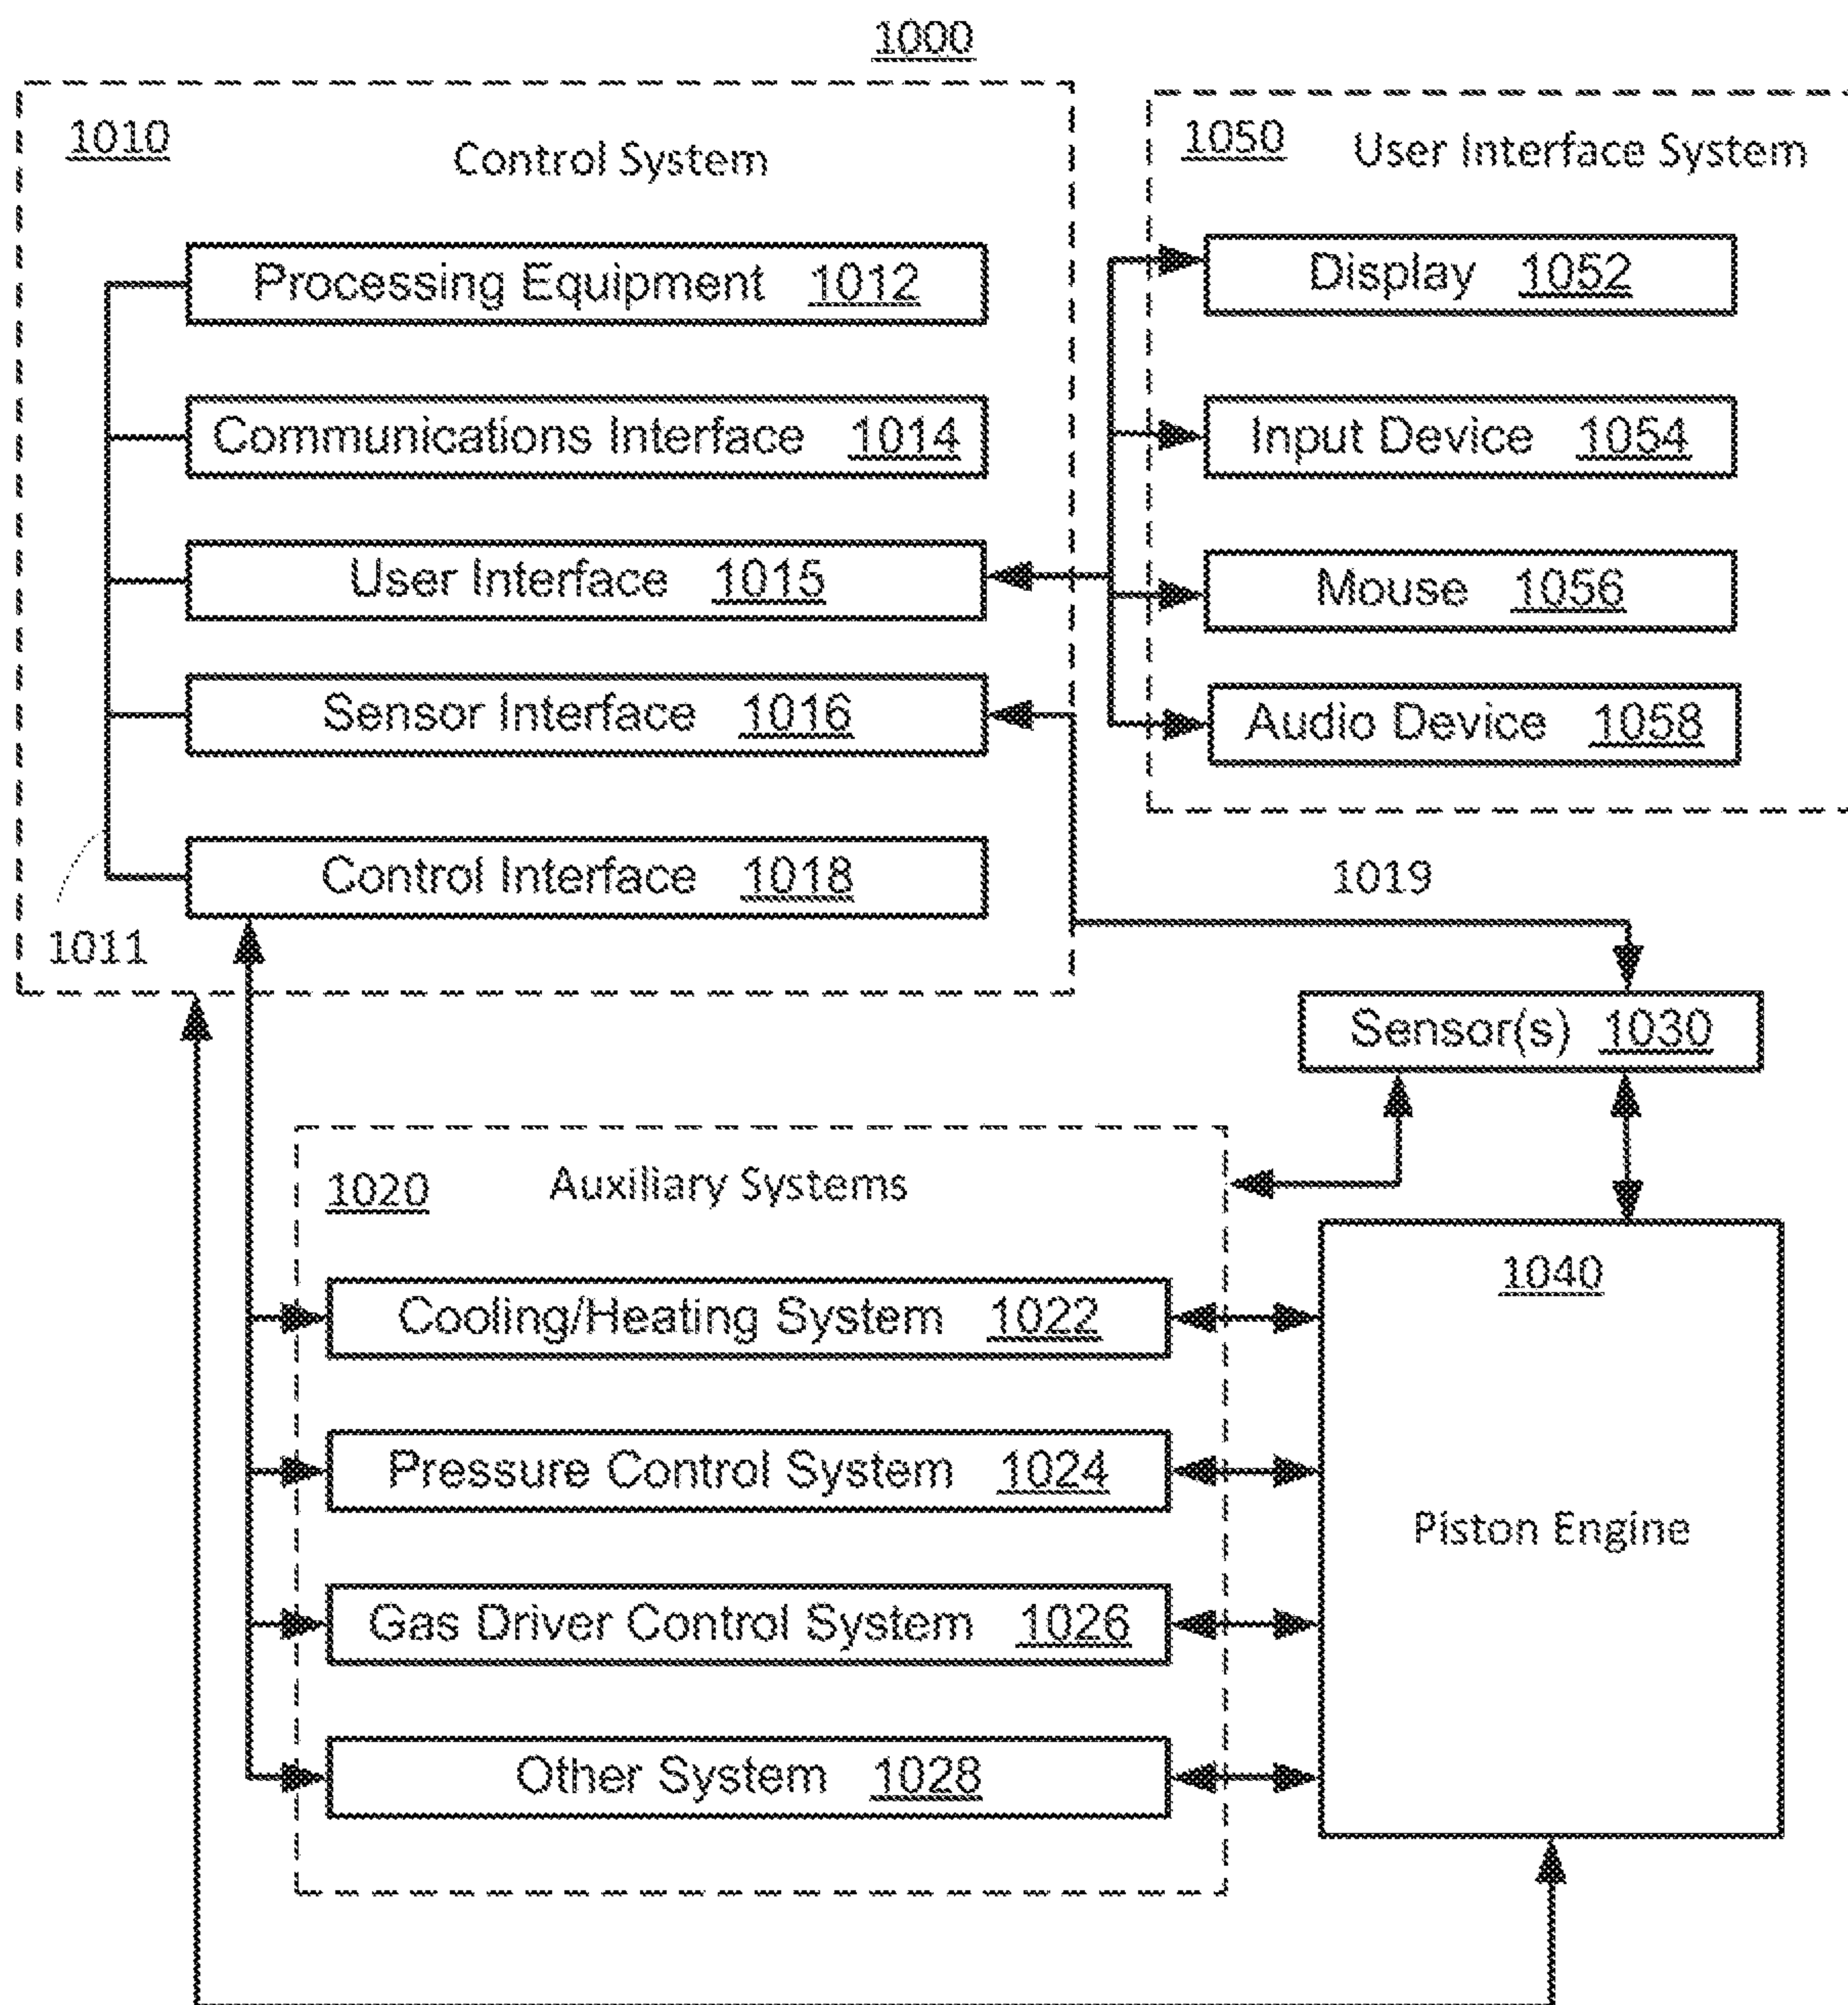 1000
1010
Control System
Processing Equipment 1012
Communications Interface 1014
User Interface 1015
Sensor Interface 1016
Control Interface 1018
1011
1050
User Interface System
Display 1052
Input Device 1054
Mouse 1056
Audio Device 1058
1019
Sensor(s) 1030
1020
Auxiliary Systems
Cooling/Heating System 1022
Pressure Control System 1024
Gas Driver Control System 1026
Other System 1028
1040
Piston Engine